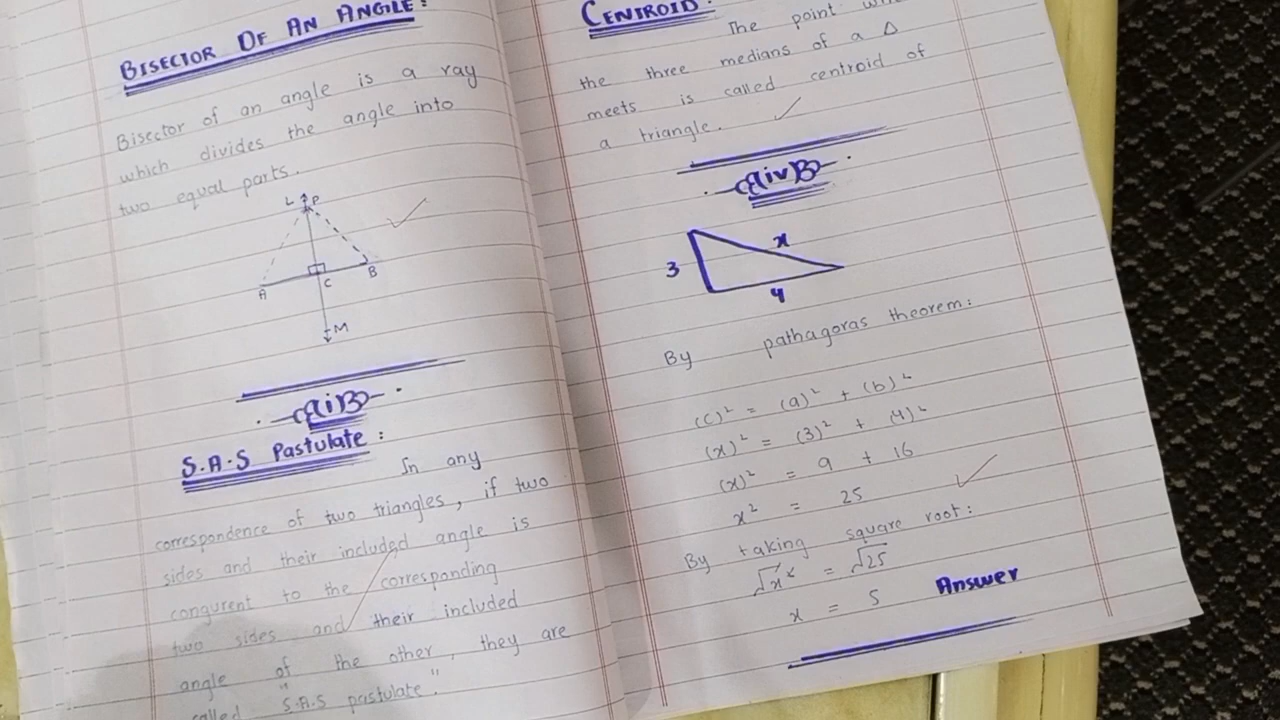 BISECTOR OF AN ANGLE:
Bisector of an angle is a ray
which divides the angle into
two equal parts.
L P
A C B
M
(ii)
S.A.S Pastulate:
In any
correspondence of two triangles, if two
sides and their included angle is
congurent to the corresponding
two sides and their included
angle of the other, they are
called "S.A.S pastulate".
CENTROID:
The point
the three medians of a Δ
meets is called centroid of
a triangle.
(iv)
3 x
4
By pathagoras theorem:
(c)² = (a)² + (b)²
(x)² = (3)² + (4)²
(x)² = 9 + 16
x² = 25
By taking square root:
√x² = √25
x = 5 Answer